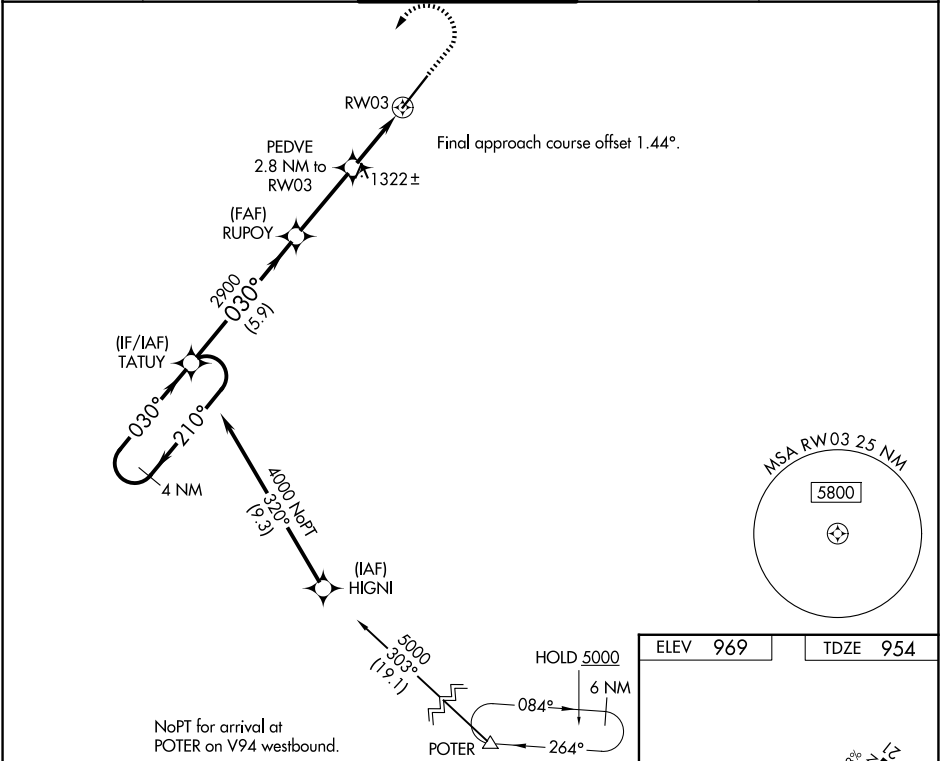 RW03
Final approach course offset 1.44°.
PEDVE
2.8 NM to
RW03
1322±
(FAF)
RUPOY
2900
030°
(5.9)
(IF/IAF)
TATUY
030°
210°
4 NM
4000 NoPT
320°
(9.3)
(IAF)
HIGNI
MSA RW03 25 NM
5800
5000
303°
(19.1)
HOLD 5000
6 NM
084°
264°
POTER
NoPT for arrival at
POTER on V94 westbound.
ELEV 969
TDZE 954
21